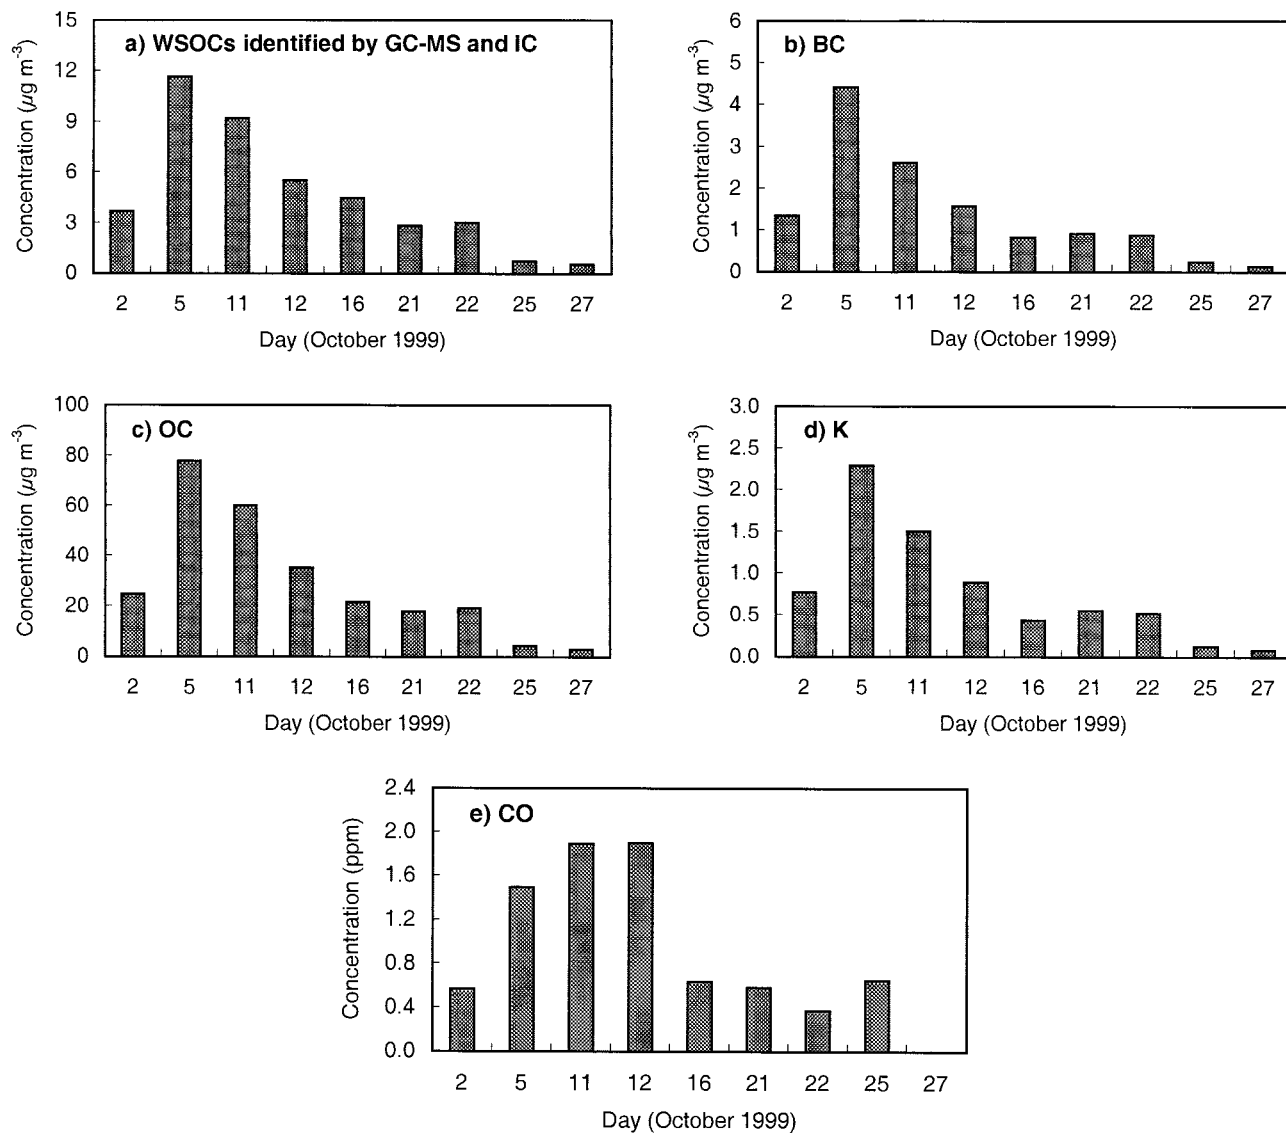 a) WSOCs identified by GC-MS and IC
Concentration (µg m-3)
15
12
9
6
3
0
2 5 11 12 16 21 22 25 27
Day (October 1999)
b) BC
Concentration (µg m-3)
6
5
4
3
2
1
0
2 5 11 12 16 21 22 25 27
Day (October 1999)
c) OC
Concentration (µg m-3)
100
80
60
40
20
0
2 5 11 12 16 21 22 25 27
Day (October 1999)
d) K
Concentration (µg m-3)
3.0
2.5
2.0
1.5
1.0
0.5
0.0
2 5 11 12 16 21 22 25 27
Day (October 1999)
e) CO
Concentration (ppm)
2.4
2.0
1.6
1.2
0.8
0.4
0.0
2 5 11 12 16 21 22 25 27
Day (October 1999)